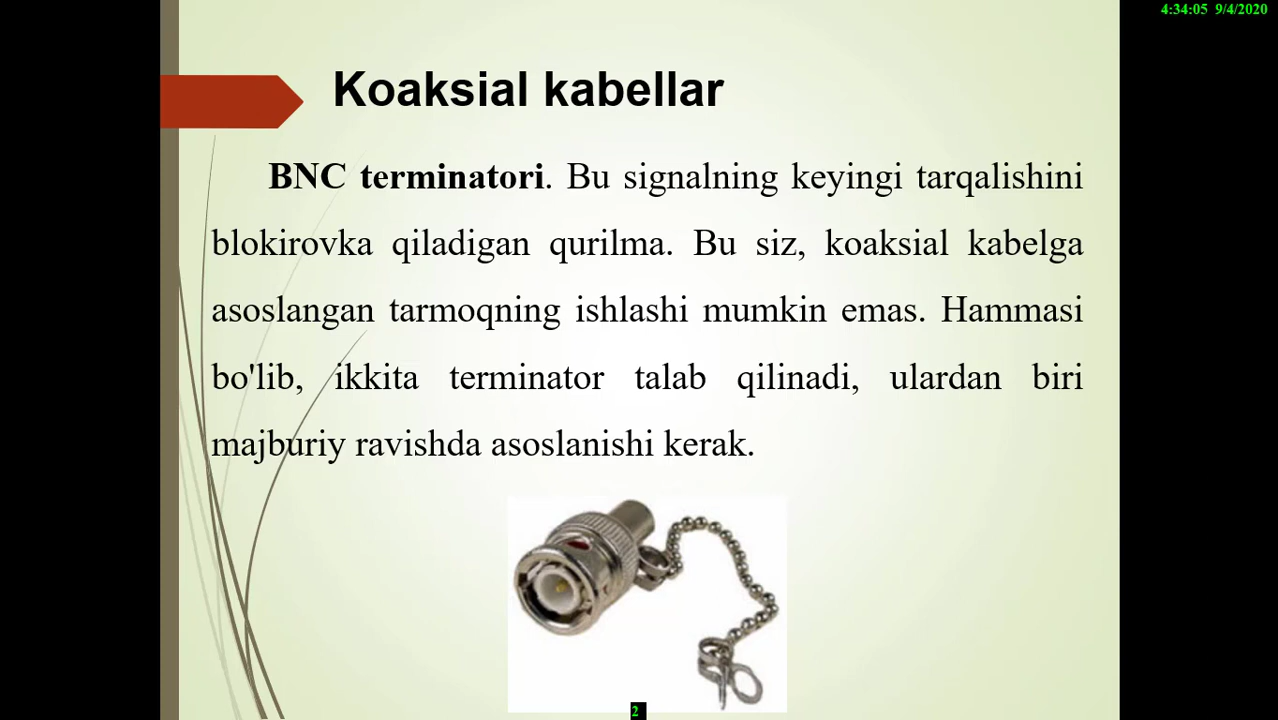 4:34:05 9/4/2020
Koaksial kabellar
BNC terminatori. Bu signalning keyingi tarqalishini
blokirovka qiladigan qurilma. Bu siz, koaksial kabelga
asoslangan tarmoqning ishlashi mumkin emas. Hammasi
bo'lib, ikkita terminator talab qilinadi, ulardan biri
majburiy ravishda asoslanishi kerak.
2